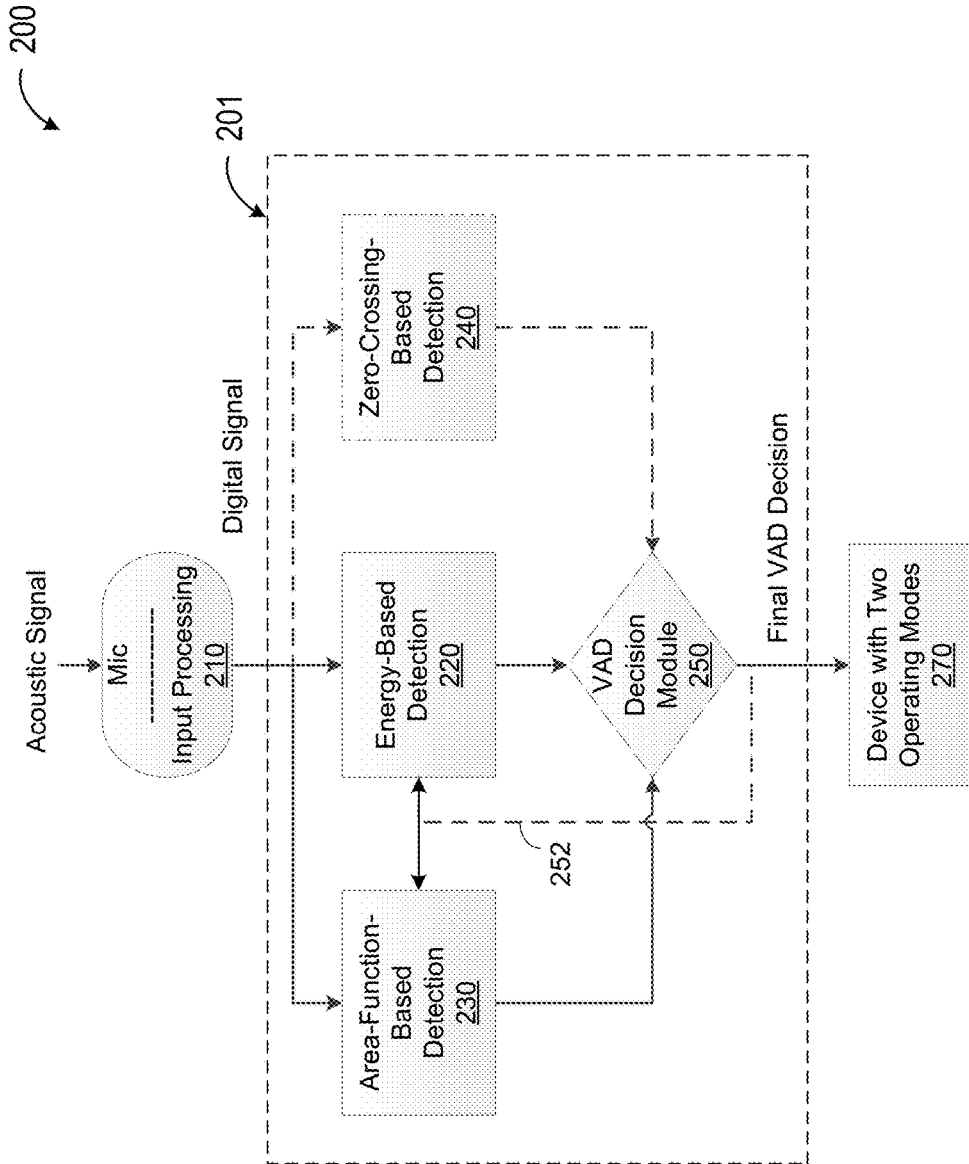 200
Acoustic Signal
Mic
Input Processing
210
Digital Signal
201
Area-Function-
Based
Detection
230
Energy-Based
Detection
220
Zero-Crossing-
Based
Detection
240
252
VAD
Decision
Module
250
Final VAD Decision
Device with Two
Operating Modes
270